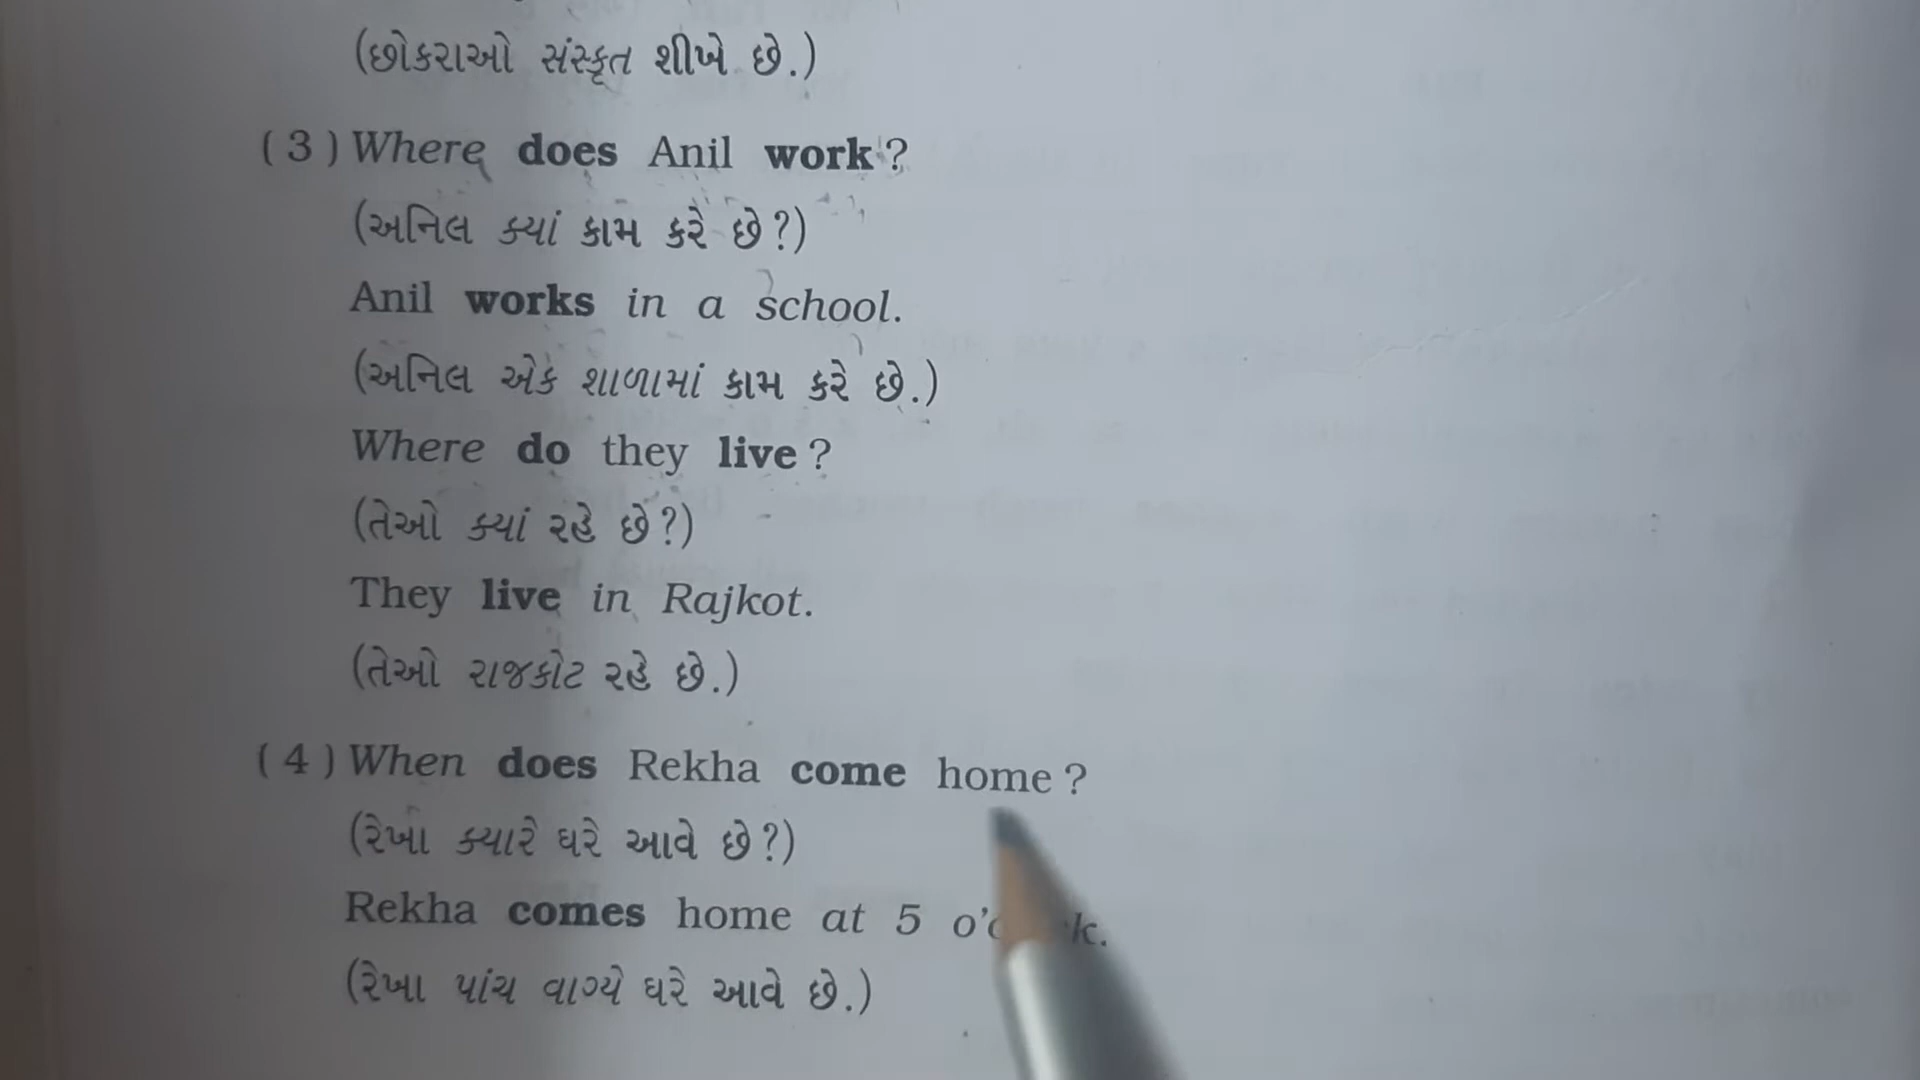 (છોકરાઓ સંસ્કૃત શીખે છે.)
( 3 ) Where does Anil work ?
(અનિલ ક્યાં કામ કરે છે?)
Anil works in a school.
(અનિલ એક શાળામાં કામ કરે છે.)
Where do they live ?
(તેઓ ક્યાં રહે છે?)
They live in Rajkot.
(તેઓ રાજકોટ રહે છે.)
( 4 ) When does Rekha come home ?
(રેખા ક્યારે ઘરે આવે છે?)
Rekha comes home at 5
(રેખા પાંચ વાગ્યે ઘરે આવે છે.)